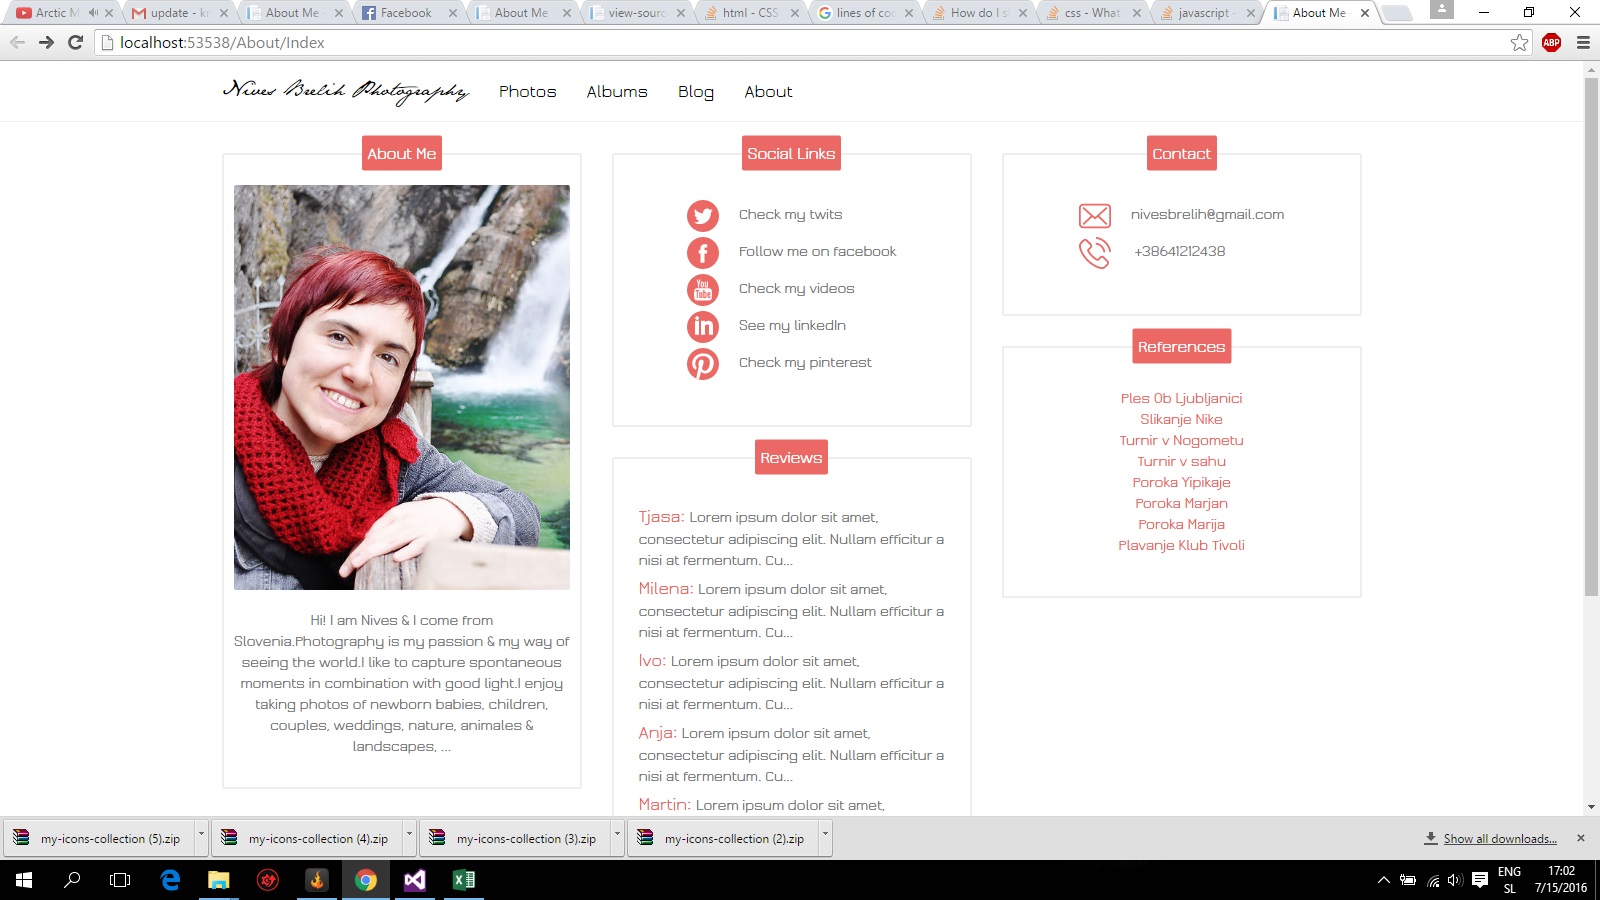 Arctic M
update - kr
About Me -
Facebook
About Me
view-sourc
html - CSS
lines of coc
How do I s
css - What
javascript -
About Me -
localhost:53538/About/Index
ABP
Nives Brelih Photography
Photos
Albums
Blog
About
About Me
Hi! I am Nives & I come from
Slovenia.Photography is my passion & my way of
seeing the world.I like to capture spontaneous
moments in combination with good light.I enjoy
taking photos of newborn babies, children,
couples, weddings, nature, animales &
landscapes, ...
Social Links
Check my twits
Follow me on facebook
You
Tube
Check my videos
in
See my linkedIn
Check my pinterest
Reviews
Tjasa: Lorem ipsum dolor sit amet,
consectetur adipiscing elit. Nullam efficitur a
nisi at fermentum. Cu...
Milena: Lorem ipsum dolor sit amet,
consectetur adipiscing elit. Nullam efficitur a
nisi at fermentum. Cu...
Ivo: Lorem ipsum dolor sit amet,
consectetur adipiscing elit. Nullam efficitur a
nisi at fermentum. Cu...
Anja: Lorem ipsum dolor sit amet,
consectetur adipiscing elit. Nullam efficitur a
nisi at fermentum. Cu...
Martin: Lorem ipsum dolor sit amet,
Contact
nivesbrelih@gmail.com
+38641212438
References
Ples Ob Ljubljanici
Slikanje Nike
Turnir v Nogometu
Turnir v sahu
Poroka Yipikaje
Poroka Marjan
Poroka Marija
Plavanje Klub Tivoli
my-icons-collection (5).zip
my-icons-collection (4).zip
my-icons-collection (3).zip
my-icons-collection (2).zip
Show all downloads...
ENG
SL
17:02
7/15/2016